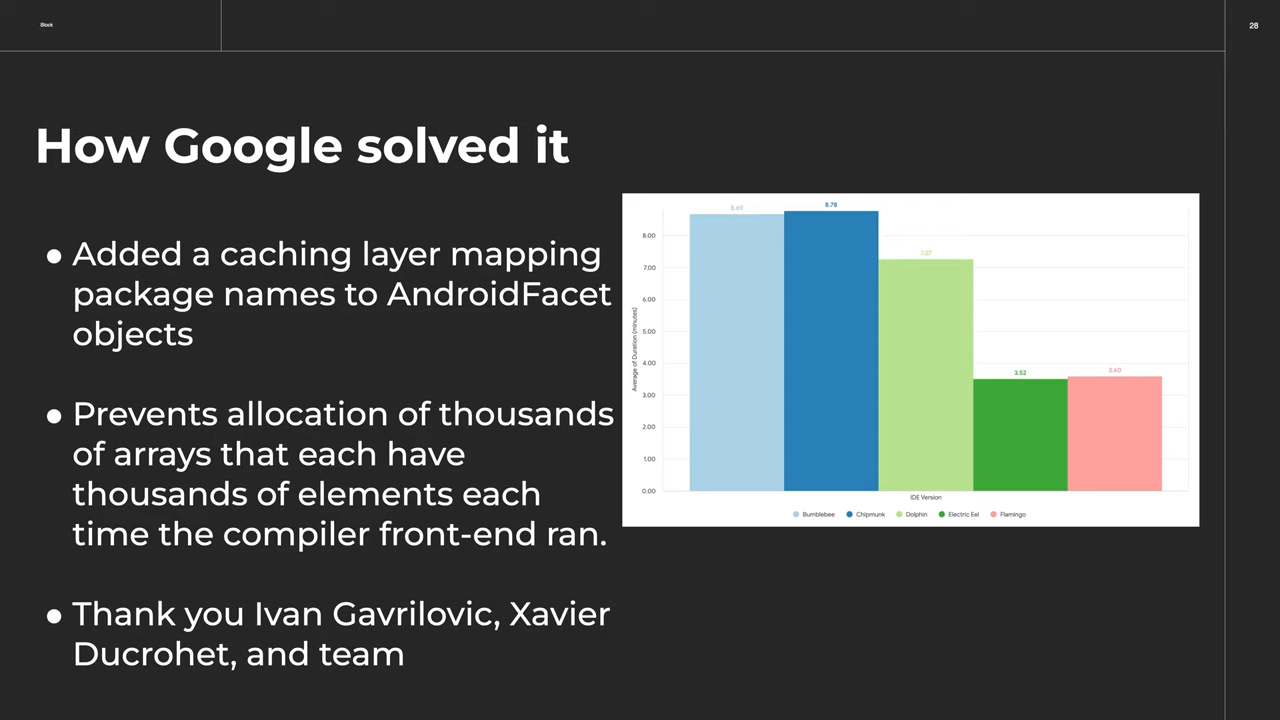 Block
28
How Google solved it
● Added a caching layer mapping
package names to AndroidFacet
objects
● Prevents allocation of thousands
of arrays that each have
thousands of elements each
time the compiler front-end ran.
● Thank you Ivan Gavrilovic, Xavier
Ducrohet, and team
Average of Duration (minutes)
8.00
7.00
6.00
5.00
4.00
3.00
2.00
1.00
0.00
8.69
8.78
7.27
3.52
3.60
IDE Version
Bumblebee Chipmunk Dolphin Electric Eel Flamingo